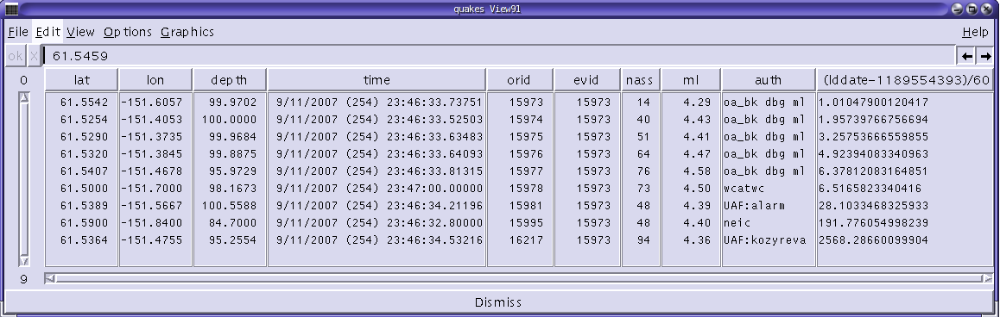 quakes View91
File Edit View Options Graphics Help
ok X 61.5459
0 lat lon depth time orid evid nass ml auth (lddate-1189554393)/60
61.5542 -151.6057 99.9702 9/11/2007 (254) 23:46:33.73751 15973 15973 14 4.29 oa_bk dbg ml 1.01047900120417
61.5254 -151.4053 100.0000 9/11/2007 (254) 23:46:33.52503 15974 15973 40 4.43 oa_bk dbg ml 1.95739766756694
61.5290 -151.3735 99.9684 9/11/2007 (254) 23:46:33.63483 15975 15973 51 4.41 oa_bk dbg ml 3.25753666559855
61.5320 -151.3845 99.8875 9/11/2007 (254) 23:46:33.64093 15976 15973 64 4.47 oa_bk dbg ml 4.92394083340963
61.5407 -151.4678 95.9729 9/11/2007 (254) 23:46:33.81315 15977 15973 76 4.58 oa_bk dbg ml 6.37812083164851
61.5000 -151.7000 98.1673 9/11/2007 (254) 23:47:00.00000 15978 15973 73 4.50 wcatwc 6.5165823340416
61.5389 -151.5667 100.5588 9/11/2007 (254) 23:46:34.21196 15981 15973 48 4.39 UAF:alarm 28.1033468325933
61.5900 -151.8400 84.7000 9/11/2007 (254) 23:46:32.80000 15995 15973 48 4.40 neic 191.776054998239
61.5364 -151.4755 95.2554 9/11/2007 (254) 23:46:34.53216 16217 15973 94 4.36 UAF:kozyreva 2568.28660099904
9
Dismiss